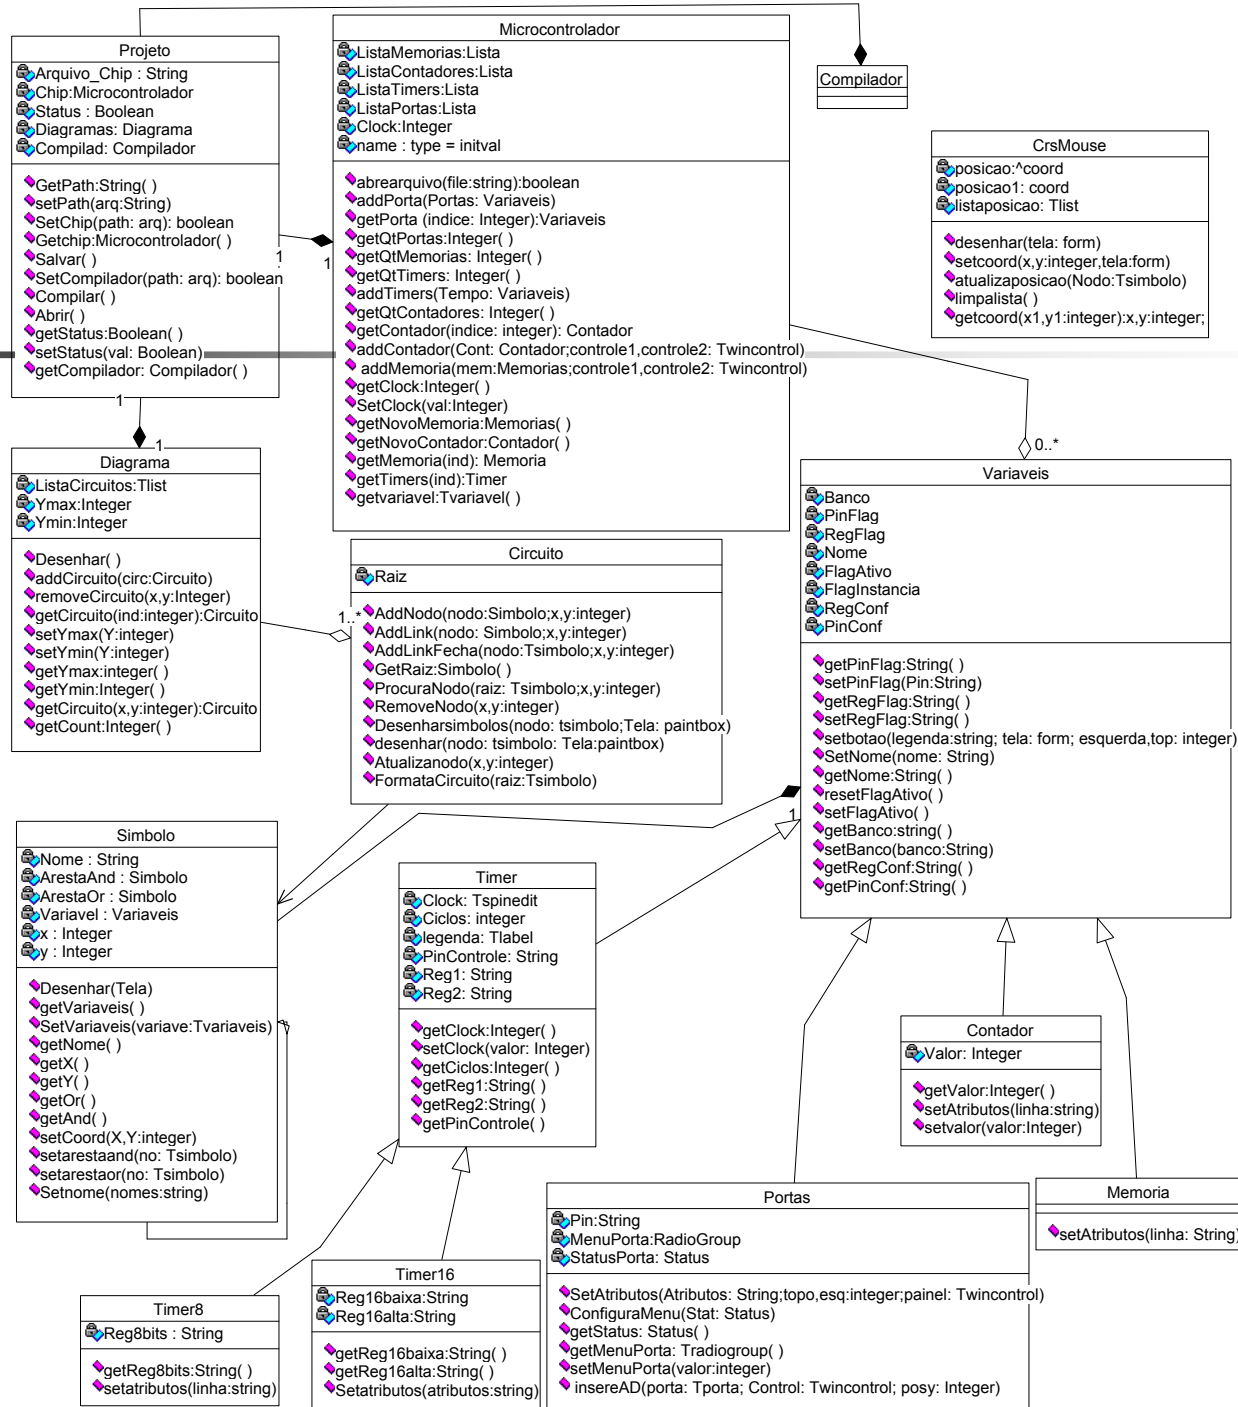 Projeto
Arquivo_Chip : String
Chip:Microcontrolador
Status : Boolean
Diagramas: Diagrama
Compilad: Compilador
GetPath:String( )
setPath(arq:String)
SetChip(path: arq): boolean
Getchip:Microcontrolador( )
Salvar( )
SetCompilador(path: arq): boolean
Compilar( )
Abrir( )
getStatus:Boolean( )
setStatus(val: Boolean)
getCompilador: Compilador( )
1
1
1
1
Microcontrolador
ListaMemorias:Lista
ListaContadores:Lista
ListaTimers:Lista
ListaPortas:Lista
Clock:Integer
name : type = initval
abrearquivo(file:string):boolean
addPorta(Portas: Variaveis)
getPorta (indice: Integer):Variaveis
getQtPortas:Integer( )
getQtMemorias: Integer( )
getQtTimers: Integer( )
addTimers(Tempo: Variaveis)
getQtContadores: Integer( )
getContador(indice: integer): Contador
addContador(Cont: Contador;controle1,controle2: Twincontrol)
addMemoria(mem:Memorias;controle1,controle2: Twincontrol)
getClock:Integer( )
SetClock(val:Integer)
getNovoMemoria:Memorias( )
getNovoContador:Contador( )
getMemoria(ind): Memoria
getTimers(ind):Timer
getvariavel:Tvariavel( )
Compilador
CrsMouse
posicao:^coord
posicao1: coord
listaposicao: Tlist
desenhar(tela: form)
setcoord(x,y:integer,tela:form)
atualizaposicao(Nodo:Tsimbolo)
limpalista( )
getcoord(x1,y1:integer):x,y:integer;
Diagrama
ListaCircuitos:Tlist
Ymax:Integer
Ymin:Integer
Desenhar( )
addCircuito(circ:Circuito)
removeCircuito(x,y:Integer)
getCircuito(ind:integer):Circuito
setYmax(Y:integer)
setYmin(Y:integer)
getYmax:integer( )
getYmin:Integer( )
getCircuito(x,y:integer):Circuito
getCount:Integer( )
1..*
Circuito
Raiz
AddNodo(nodo:Simbolo;x,y:integer)
AddLink(nodo: Simbolo;x,y:integer)
AddLinkFecha(nodo:Tsimbolo;x,y:integer)
GetRaiz:Simbolo( )
ProcuraNodo(raiz: Tsimbolo;x,y:integer)
RemoveNodo(x,y:integer)
Desenharsimbolos(nodo: tsimbolo;Tela: paintbox)
desenhar(nodo: tsimbolo: Tela:paintbox)
Atualizanodo(x,y:integer)
FormataCircuito(raiz:Tsimbolo)
0..*
Variaveis
Banco
PinFlag
RegFlag
Nome
FlagAtivo
FlagInstancia
RegConf
PinConf
getPinFlag:String( )
setPinFlag(Pin:String)
getRegFlag:String( )
setRegFlag:String( )
setbotao(legenda:string; tela: form; esquerda,top: integer)
SetNome(nome: String)
getNome:String( )
resetFlagAtivo( )
setFlagAtivo( )
getBanco:string( )
setBanco(banco:String)
getRegConf:String( )
getPinConf:String( )
1
Simbolo
Nome : String
ArestaAnd : Simbolo
ArestaOr : Simbolo
Variavel : Variaveis
x : Integer
y : Integer
Desenhar(Tela)
getVariaveis( )
SetVariaveis(variave:Tvariaveis)
getNome( )
getX( )
getY( )
getOr( )
getAnd( )
setCoord(X,Y:integer)
setarestaand(no: Tsimbolo)
setarestaor(no: Tsimbolo)
Setnome(nomes:string)
Timer
Clock: Tspinedit
Ciclos: integer
legenda: Tlabel
PinControle: String
Reg1: String
Reg2: String
getClock:Integer( )
setClock(valor: Integer)
getCiclos:Integer( )
getReg1:String( )
getReg2:String( )
getPinControle( )
Contador
Valor: Integer
getValor:Integer( )
setAtributos(linha:string)
setvalor(valor:Integer)
Memoria
setAtributos(linha: String)
Portas
Pin:String
MenuPorta:RadioGroup
StatusPorta: Status
SetAtributos(Atributos: String;topo,esq:integer;painel: Twincontrol)
ConfiguraMenu(Stat: Status)
getStatus: Status( )
getMenuPorta: Tradiogroup( )
setMenuPorta(valor:integer)
insereAD(porta: Tporta; Control: Twincontrol; posy: Integer)
Timer16
Reg16baixa:String
Reg16alta:String
getReg16baixa:String( )
getReg16alta:String( )
Setatributos(atributos:string)
Timer8
Reg8bits : String
getReg8bits:String( )
setatributos(linha:string)